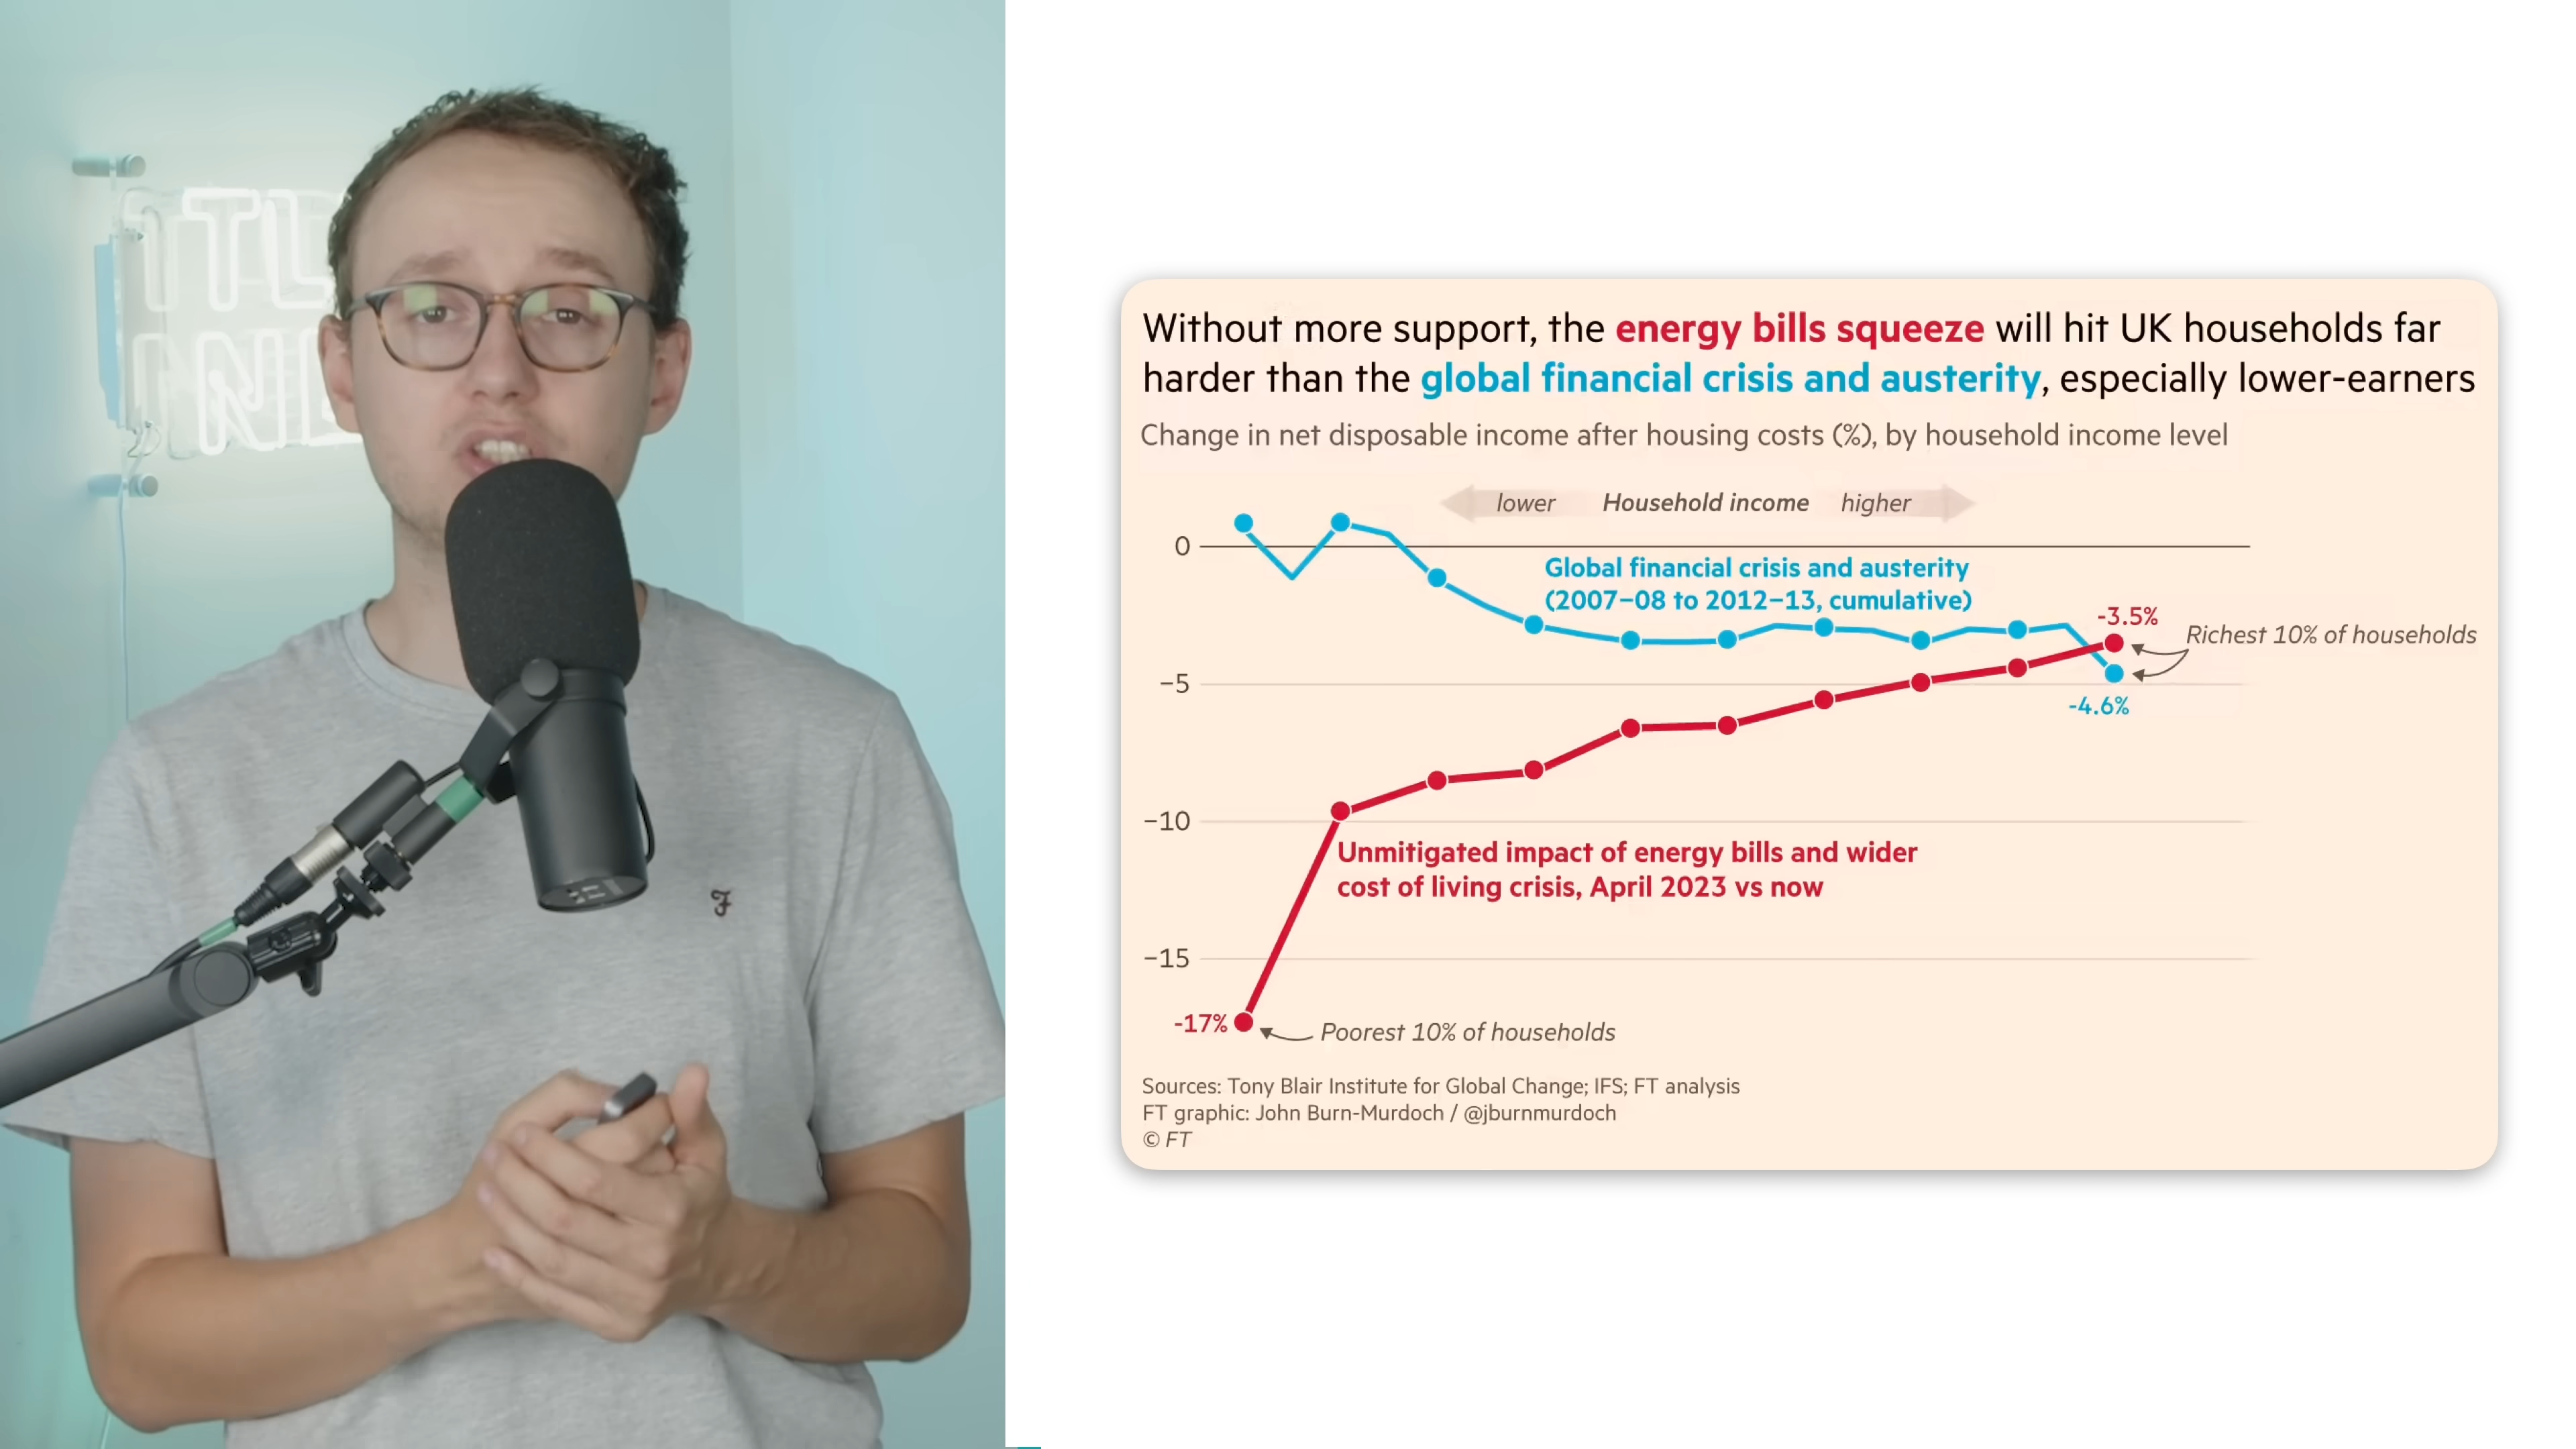 TL
NE
Without more support, the energy bills squeeze will hit UK households far
harder than the global financial crisis and austerity, especially lower-earners
Change in net disposable income after housing costs (%), by household income level
lower Household income higher
0
Global financial crisis and austerity
(2007–08 to 2012–13, cumulative)
-3.5%
Richest 10% of households
−5
-4.6%
−10
Unmitigated impact of energy bills and wider
cost of living crisis, April 2023 vs now
−15
-17%
Poorest 10% of households
Sources: Tony Blair Institute for Global Change; IFS; FT analysis
FT graphic: John Burn-Murdoch / @jburnmurdoch
© FT